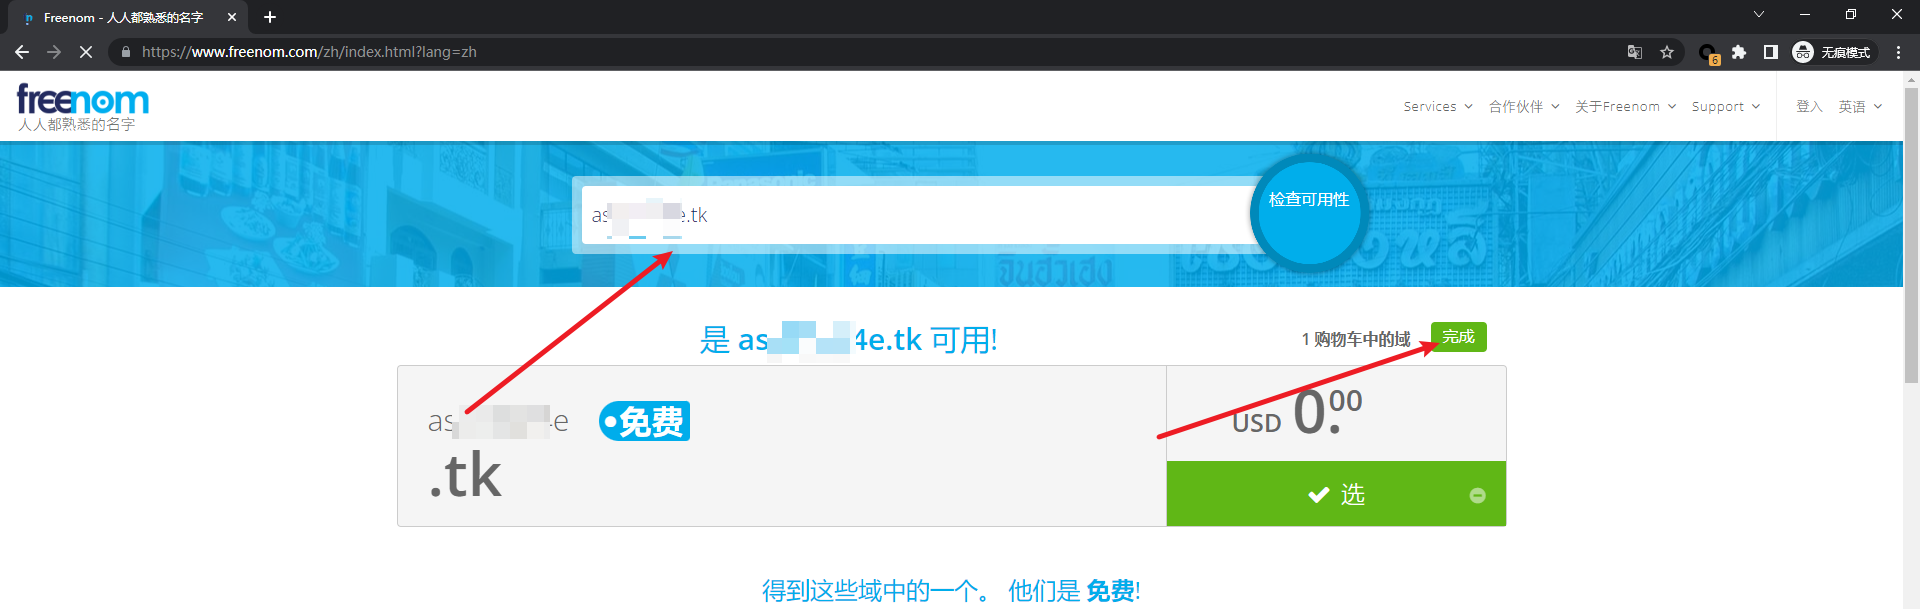 Freenom - 人人都熟悉的名字
https://www.freenom.com/zh/index.html?lang=zh
6
无痕模式
freenom
人人都熟悉的名字
Services
合作伙伴
关于Freenom
Support
登入
英语
as e.tk
检查可用性
是 as 4e.tk 可用!
1 购物车中的域
完成
as e
免费
.tk
USD 0.00
选
得到这些域中的一个。 他们是 免费!